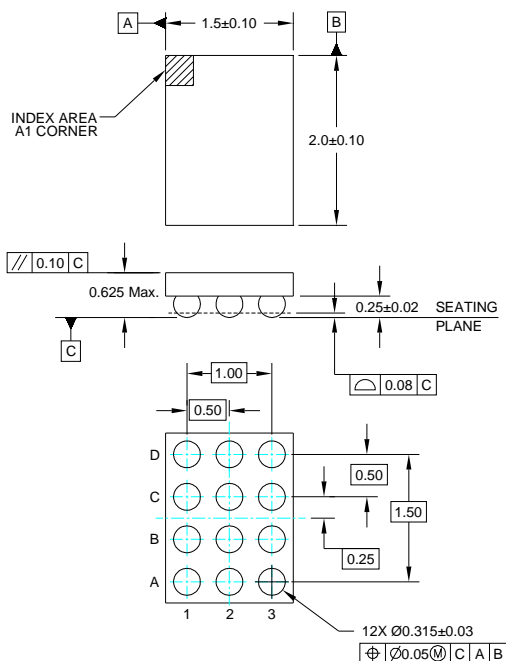 A
1.5±0.10
B
INDEX AREA
A1 CORNER
2.0±0.10
// 0.10 C
0.625 Max.
0.25±0.02
SEATING
PLANE
C
⌓ 0.08 C
1.00
0.50
D
C
B
A
0.50
1.50
0.25
1 2 3
12X Ø0.315±0.03
⌖ Ø0.05Ⓜ C A B